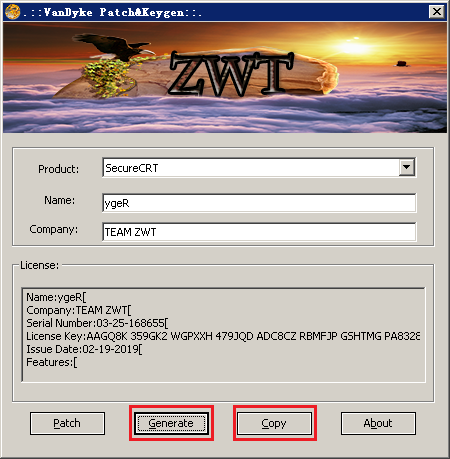 .::VanDyke Patch&Keygen::.
ZWT
Product: SecureCRT
Name: ygeR
Company: TEAM ZWT
License:
Name:ygeR[
Company:TEAM ZWT[
Serial Number:03-25-168655[
License Key:AAGQ8K 359GK2 WGPXXH 479JQD ADC8CZ RBMFJP GSHTMG PA8328
Issue Date:02-19-2019[
Features:[
Patch Generate Copy About